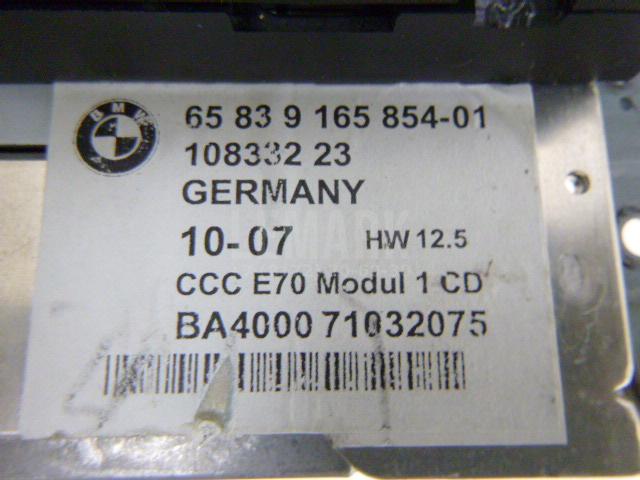 BMW
65 83 9 165 854-01
108332 23
GERMANY
10-07 HW 12.5
CCC E70 Modul 1 CD
BA4000 71032075